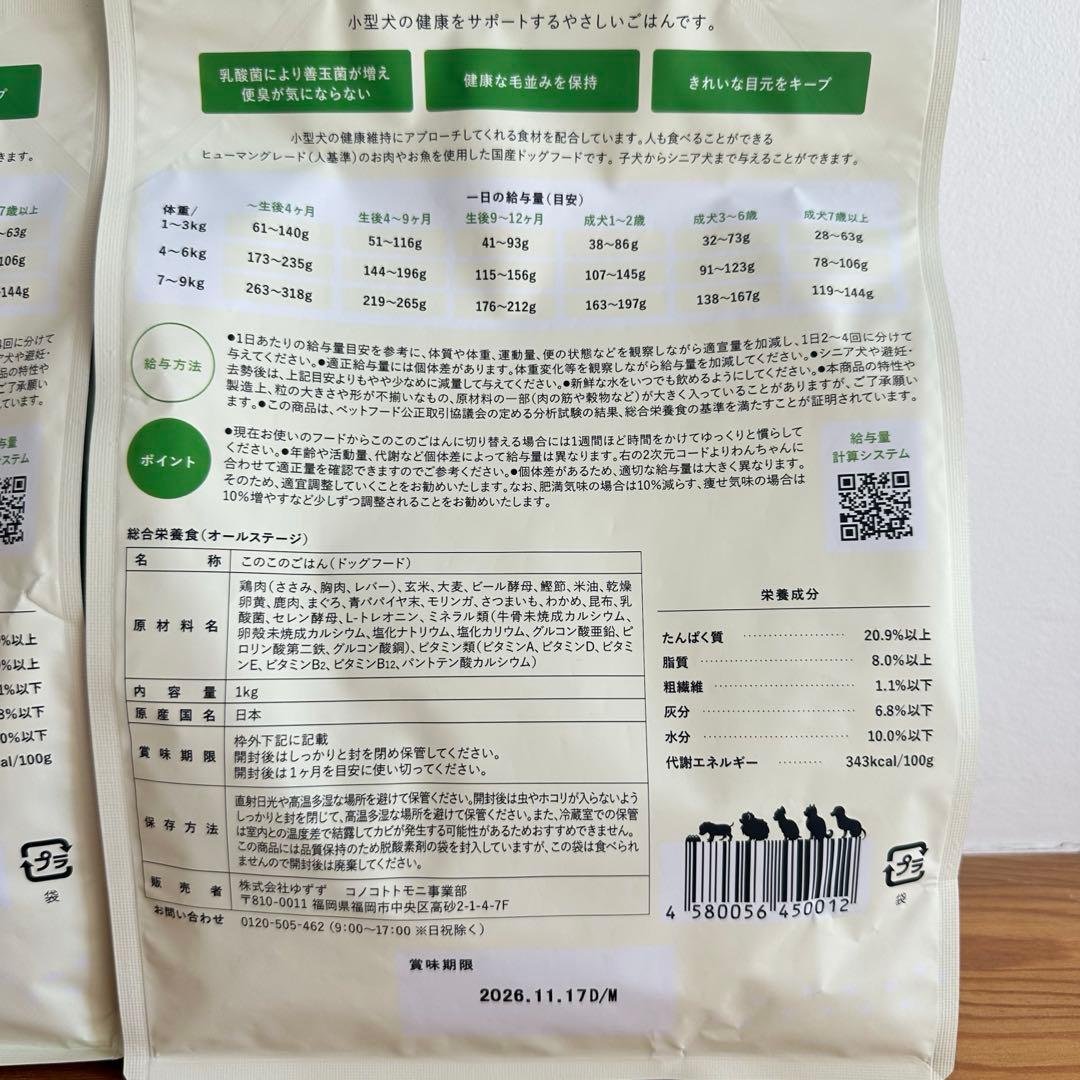 小型犬の健康をサポートするやさしいごはんです。
乳酸菌により善玉菌が増え
便臭が気にならない
健康な毛並みを保持
きれいな目元をキープ
小型犬の健康維持にアプローチしてくれる食材を配合しています。人も食べることができる
ヒューマングレード(人基準)のお肉やお魚を使用した国産ドッグフードです。子犬からシニア犬まで与えることができます。
一日の給与量(目安)
体重/ ～生後4ヶ月 生後4～9ヶ月 生後9～12ヶ月 成犬1～2歳 成犬3～6歳 成犬7歳以上
1～3kg 61～140g 51～116g 41～93g 38～86g 32～73g 28～63g
4～6kg 173～235g 144～196g 115～156g 107～145g 91～123g 78～106g
7～9kg 263～318g 219～265g 176～212g 163～197g 138～167g 119～144g
給与方法
●1日あたりの給与量目安を参考に、体質や体重、運動量、便の状態などを観察しながら適宜量を加減し、1日2～4回に分けて
与えてください。●適正給与量には個体差があります。体重変化等を観察しながら給与量を加減してください。●シニア犬や避妊・
去勢後は、上記目安よりもやや少なめに減量して与えてください。●新鮮な水をいつでも飲めるようにしてください。●本商品の特性や
製造上、粒の大きさや形が不揃いなもの、原材料の一部(肉の筋や穀物など)が大きく入っていることがありますが、ご了承願い
ます。●この商品は、ペットフード公正取引協議会の定める分析試験の結果、総合栄養食の基準を満たすことが証明されています。
ポイント
●現在お使いのフードからこのこのごはんに切り替える場合には1週間ほど時間をかけてゆっくりと慣らして
ください。●年齢や活動量、代謝など個体差によって給与量は異なります。右の2次元コードよりわんちゃんに
合わせて適正量を確認できますのでご参考ください。●個体差があるため、適切な給与量は大きく異なります。
そのため、適宜調整していくことをお勧めいたします。なお、肥満気味の場合は10%減らす、痩せ気味の場合は
10%増やすなど少しずつ調整されることをお勧めいたします。
給与量
計算システム
総合栄養食(オールステージ)
名称 このこのごはん(ドッグフード)
原材料名
鶏肉(ささみ、胸肉、レバー)、玄米、大麦、ビール酵母、鰹節、米油、乾燥
卵黄、鹿肉、まぐろ、青パパイヤ末、モリンガ、さつまいも、わかめ、昆布、乳
酸菌、セレン酵母、L-トレオニン、ミネラル類(牛骨未焼成カルシウム、
卵殻未焼成カルシウム、塩化ナトリウム、塩化カリウム、グルコン酸亜鉛、ピ
ロリン酸第二鉄、グルコン酸銅)、ビタミン類(ビタミンA、ビタミンD、ビタミ
ンE、ビタミンB2、ビタミンB12、パントテン酸カルシウム)
内容量 1kg
原産国名 日本
賞味期限
枠外下記に記載
開封後はしっかりと封を閉め保管してください。
開封後は1ヶ月を目安に使い切ってください。
保存方法
直射日光や高温多湿な場所を避けて保管ください。開封後は虫やホコリが入らないよう
しっかりと封を閉じて、高温多湿な場所を避けて保管ください。また、冷蔵室での保管
は室内との温度差で結露してカビが発生する可能性があるためおすすめできません。
この商品には品質保持のため脱酸素剤の袋を封入していますが、この袋は食べられ
ませんので開封後は廃棄してください。
販売者
株式会社ゆずず コノコトトモニ事業部
〒810-0011 福岡県福岡市中央区高砂2-1-4-7F
お問い合わせ 0120-505-462 (9:00～17:00 ※日祝除く)
栄養成分
たんぱく質 20.9%以上
脂質 8.0%以上
粗繊維 1.1%以下
灰分 6.8%以下
水分 10.0%以下
代謝エネルギー 343kcal/100g
4 580056 450012
プラ
袋
賞味期限
2026.11.17D/M
プ
きます。
7歳以上
～63g
106g
144g
4回に分けて
ア犬や避妊・
品の特性や
ご了承願い
ています。
与量
ステム
%以上
%以上
1%以下
8%以下
0%以下
cal/100g
プラ
袋